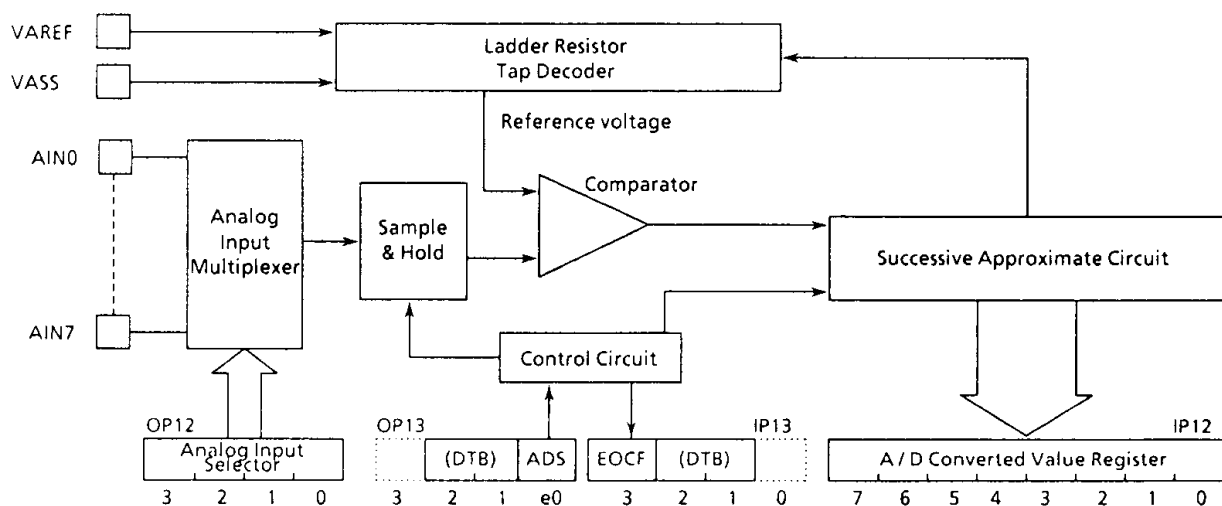 VAREF
VASS
Ladder Resistor
Tap Decoder
Reference voltage
AIN0
AIN7
Analog
Input
Multiplexer
Sample
& Hold
Comparator
Successive Approximate Circuit
Control Circuit
OP12
Analog Input
Selector
3 2 1 0
OP13
(DTB) ADS
3 2 1 e0
IP13
EOCF (DTB)
3 2 1 0
IP12
A / D Converted Value Register
7 6 5 4 3 2 1 0